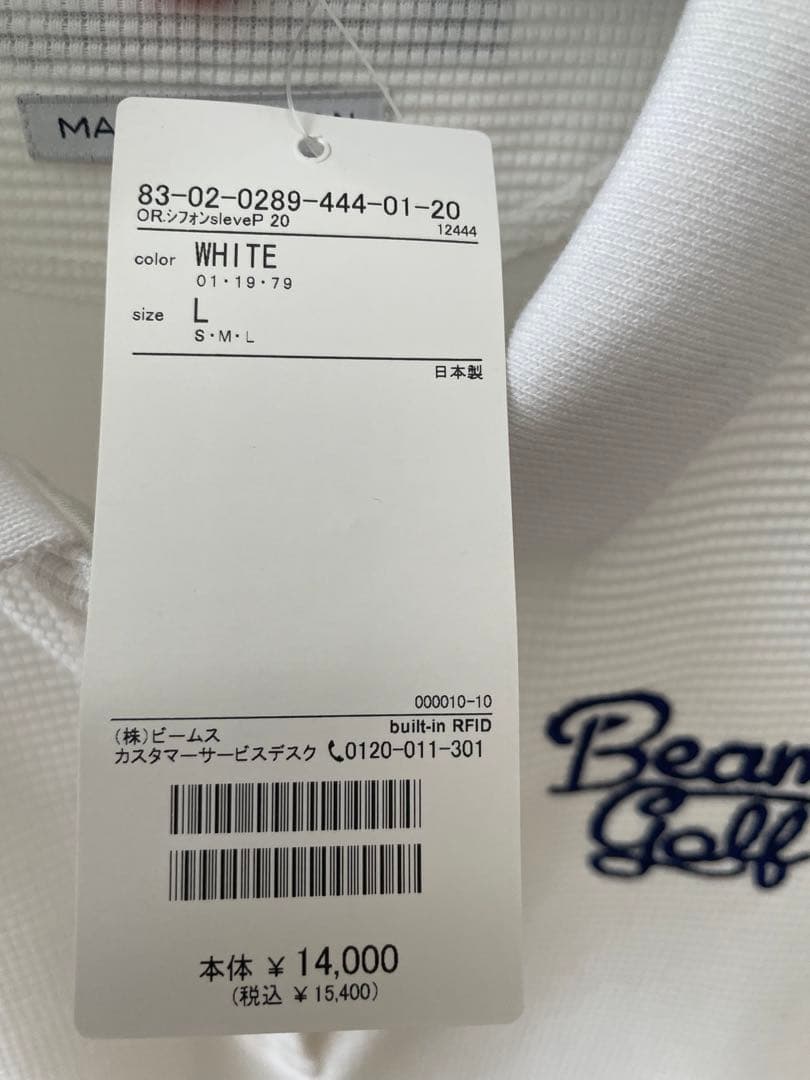 83-02-0289-444-01-20
OR.シフォンsleveP 20
12444
color WHITE
01・19・79
size L
S・M・L
日本製
000010-10
built-in RFID
(株)ビームス
カスタマーサービスデスク 0120-011-301
本体 ¥14,000
(税込 ¥15,400)
Golf